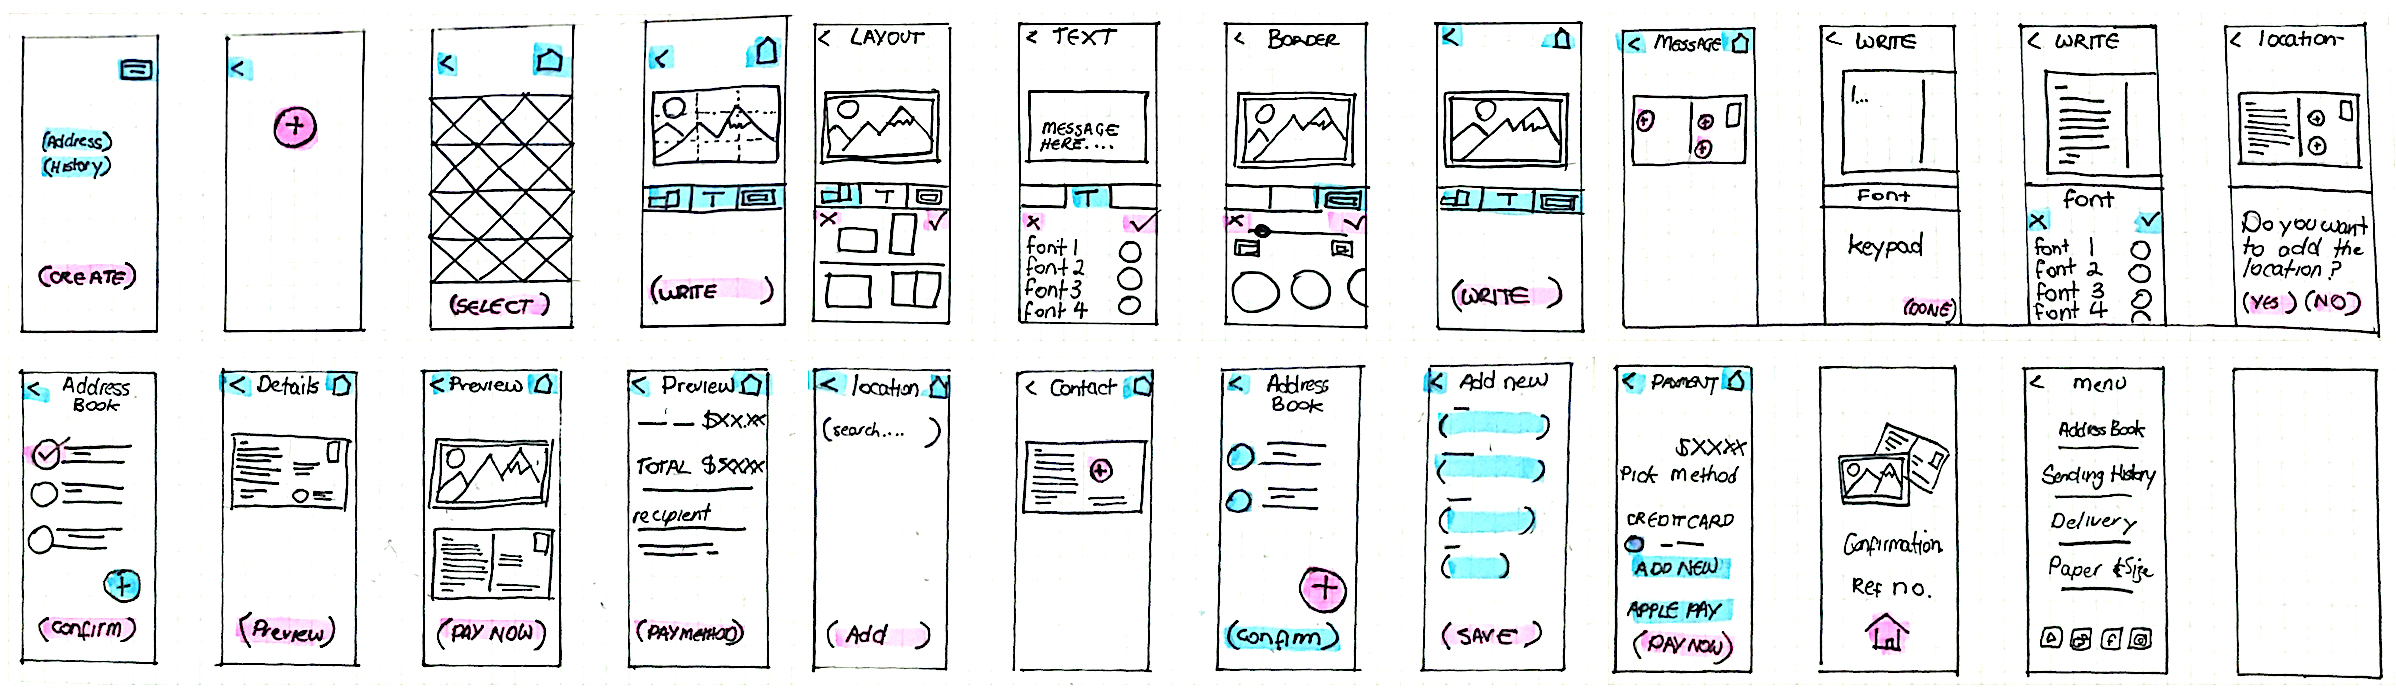 (Address)
(History)
(CREATE)
<
+
<
(SELECT)
<
T
(WRITE )
< LAYOUT
T
X ✓
< TEXT
MESSAGE
HERE....
T
X ✓
font 1
font 2
font 3
font 4
< BORDER
X ✓
<
T
(WRITE )
< MESSAGE
+ +
+
< WRITE
I...
Font
keypad
(DONE)
< WRITE
font
X ✓
font 1
font 2
font 3
font 4
< location
+
+
Do you want
to add the
location?
(YES) (NO)
< Address
Book
+
(Confirm)
< Details
(Preview)
< Preview
(PAY NOW)
< Preview
$XX.XX
TOTAL $XXXX
recipient
(PAY METHOD)
< location
(search.... )
(Add )
< Contact
+
< Address
Book
+
(Confirm)
< Add new
(SAVE )
< PAYMENT
$XXXX
Pick method
CREDIT CARD
ADD NEW
APPLE PAY
(PAY NOW)
Confirmation
Ref no.
< menu
Address Book
Sending History
Delivery
Paper & Size